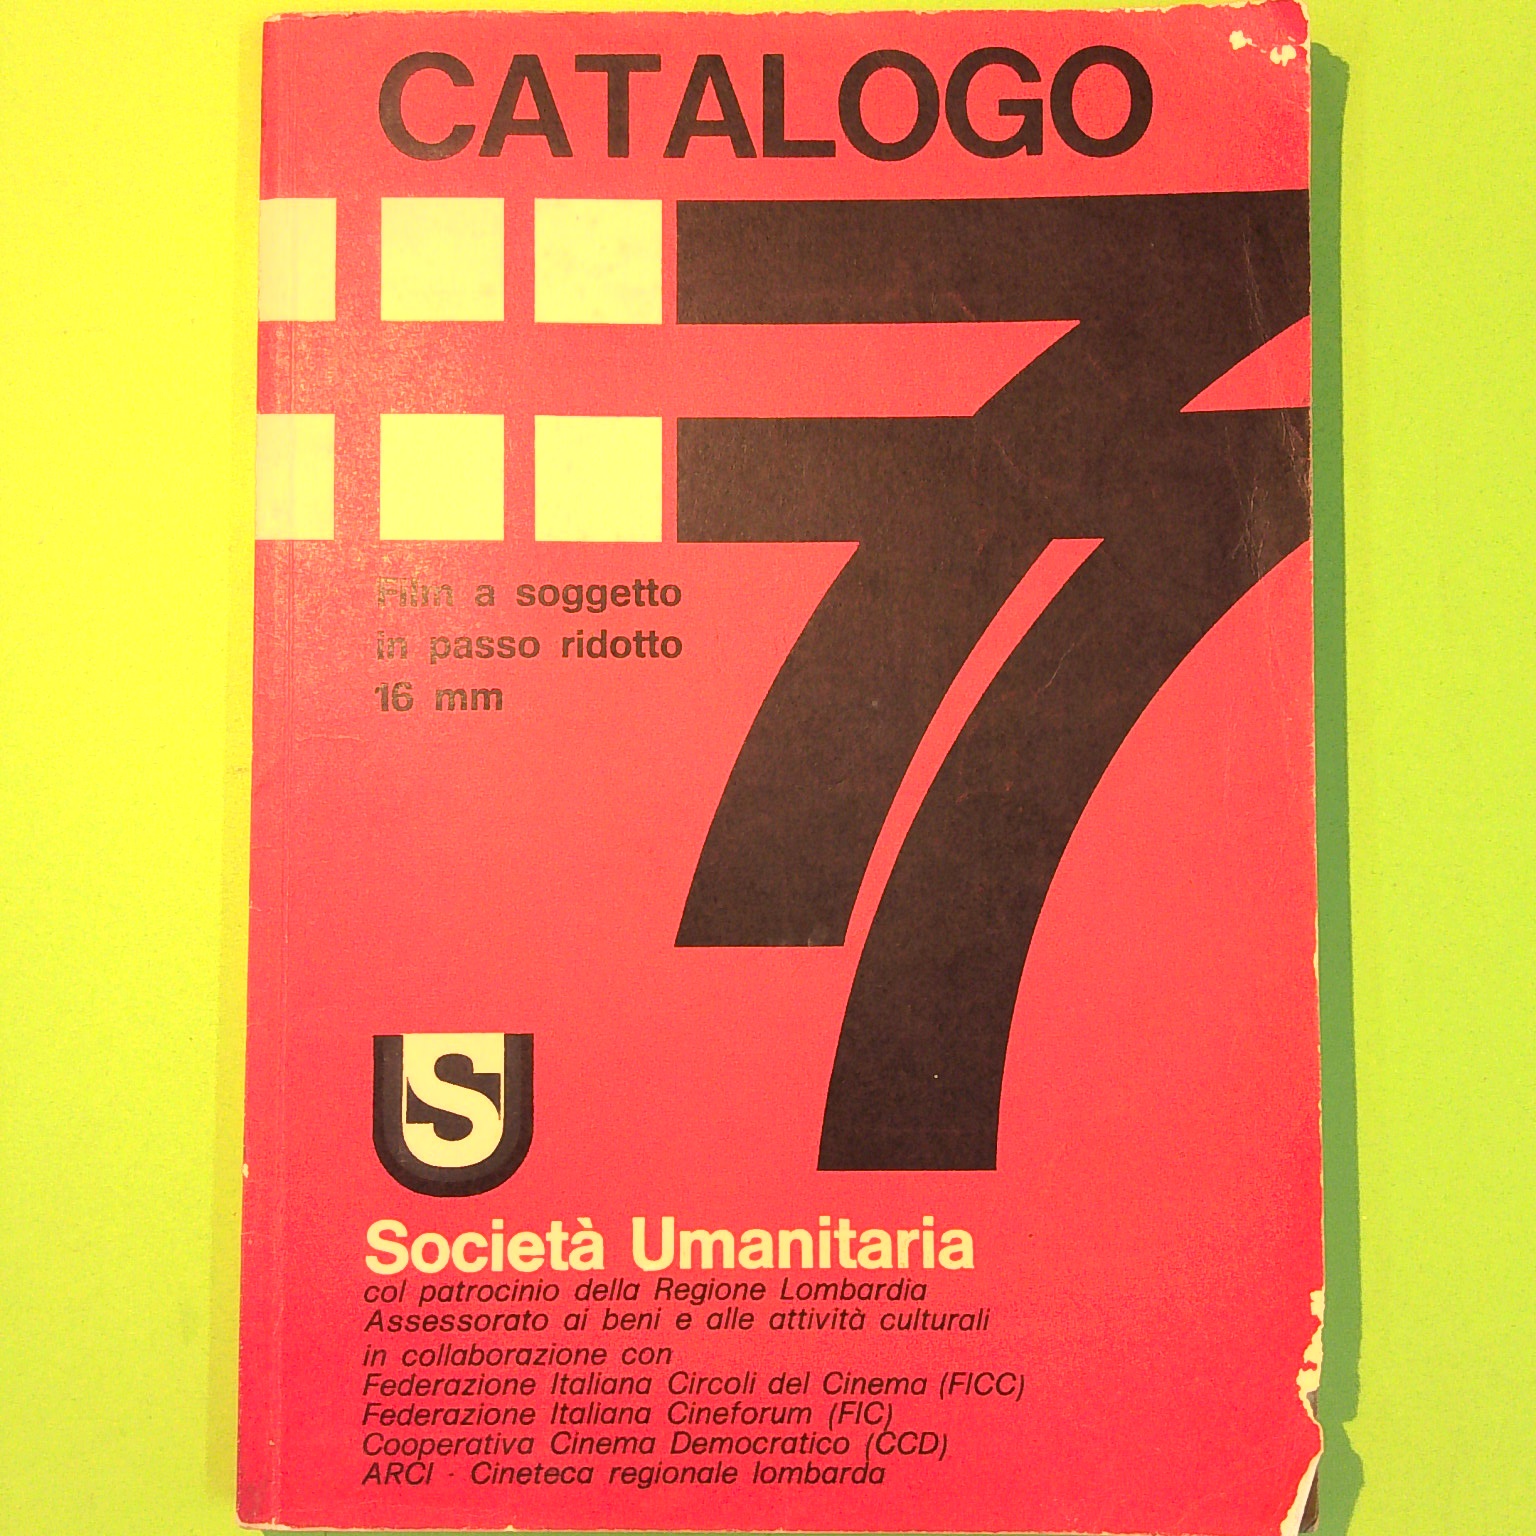 CATALOGO
77
Film a soggetto
in passo ridotto
16 mm
US
Società Umanitaria
col patrocinio della Regione Lombardia
Assessorato ai beni e alle attività culturali
in collaborazione con
Federazione Italiana Circoli del Cinema (FICC)
Federazione Italiana Cineforum (FIC)
Cooperativa Cinema Democratico (CCD)
ARCI - Cineteca regionale lombarda